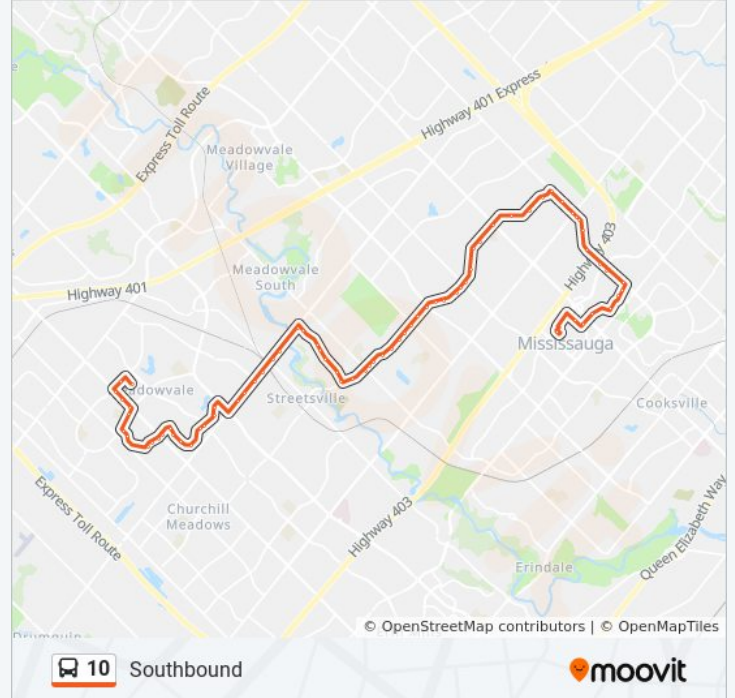 Highway 401 Express
Express Toll Route
Meadowvale
Village
Highway 403
Meadowvale
South
Highway 401
Mississauga
adowvale
Streetsville
Cooksville
Express Toll Route
Churchill
Meadows
Highway 403
Queen Elizabeth Way
Erindale
© OpenStreetMap contributors | © OpenMapTiles
10 Southbound
moovit